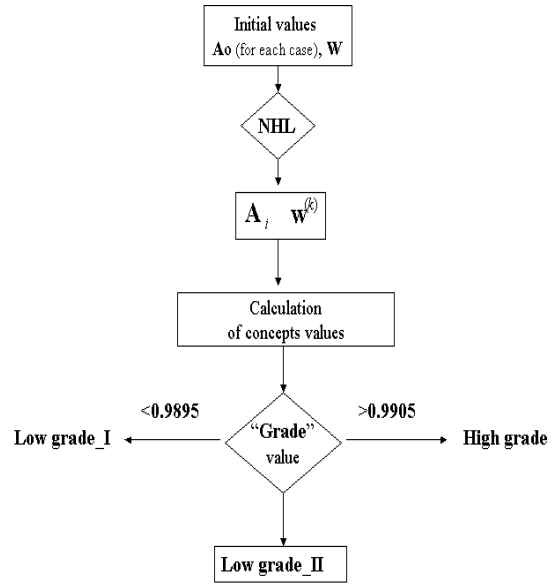 Initial values
Ao (for each case), W
NHL
A i w(k)
Calculation
of concepts values
<0.9895
>0.9905
Low grade_I
“Grade”
value
High grade
Low grade_II